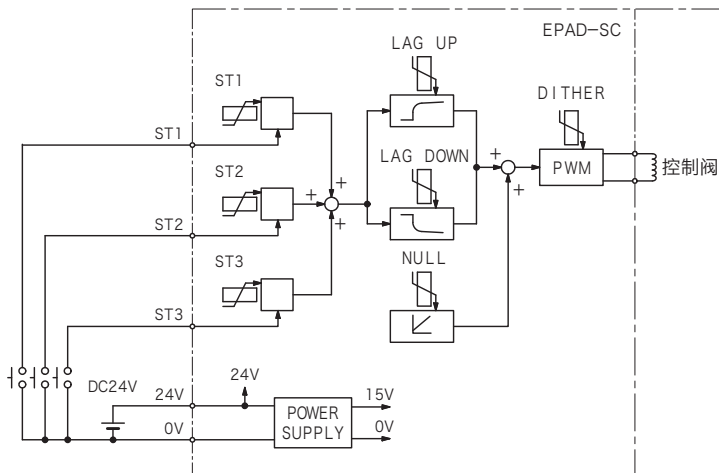 EPAD-SC
LAG UP
ST1
DITHER
ST1
+
LAG DOWN
+
PWM
控制阀
ST2
+
+
+
ST2
ST3
NULL
ST3
DC24V
24V
24V
15V
POWER
SUPPLY
0V
0V